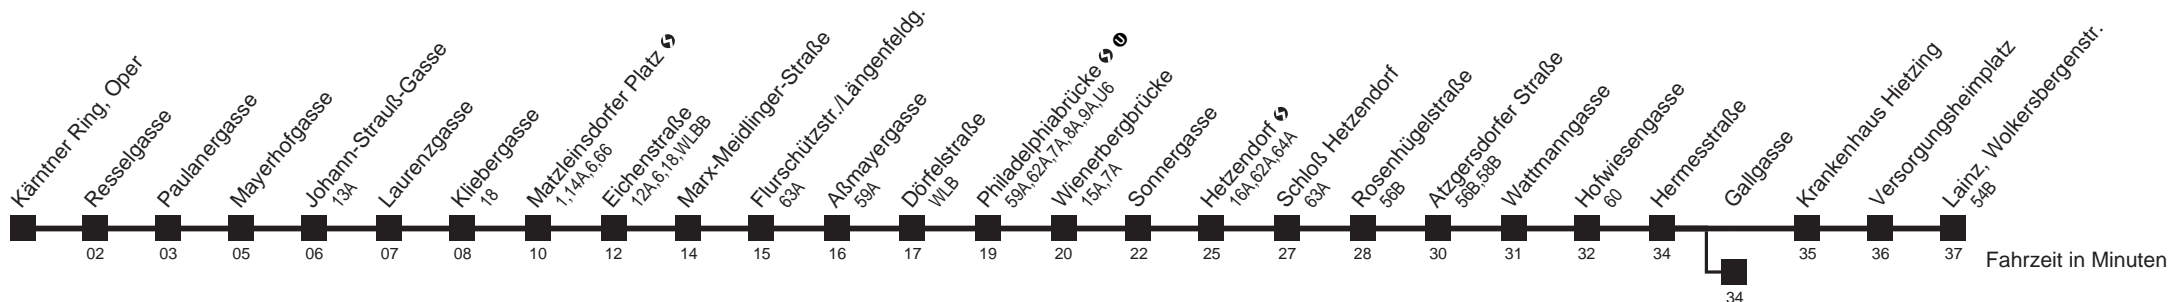 Kärntner Ring, Oper
Resselgasse
02
Paulanergasse
03
Mayerhofgasse
05
Johann-Strauß-Gasse
13A
06
Laurenzgasse
07
Kliebergasse
18
08
Matzleinsdorfer Platz S
1,14A,6,66
10
Eichenstraße
12A,6,18,WLBB
12
Marx-Meidlinger-Straße
14
Flurschützstr./Längenfeldg.
63A
15
Aßmayergasse
59A
16
Dörfelstraße
WLB
17
Philadelphiabrücke S U
59A,62A,7A,8A,9A,U6
19
Wienerbergbrücke
15A,7A
20
Sonnergasse
22
Hetzendorf S
16A,62A,64A
25
Schloß Hetzendorf
63A
27
Rosenhügelstraße
56B
28
Atzgersdorfer Straße
56B,58B
30
Wattmanngasse
31
Hofwiesengasse
60
32
Hermesstraße
34
Gallgasse
34
Krankenhaus Hietzing
35
Versorgungsheimplatz
36
Lainz, Wolkersbergenstr.
54B
37
Fahrzeit in Minuten